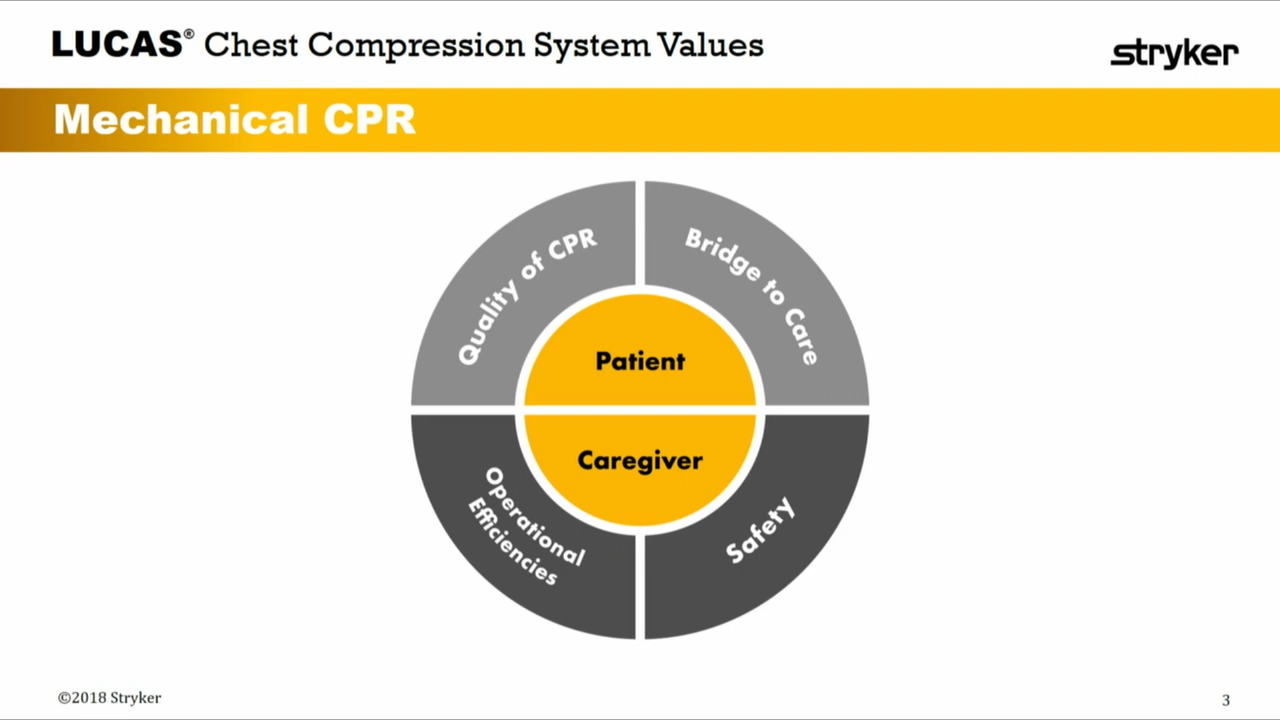 LUCAS® Chest Compression System Values
stryker
Mechanical CPR
Quality of CPR
Bridge to Care
Patient
Caregiver
Operational
Efficiencies
Safety
©2018 Stryker
3